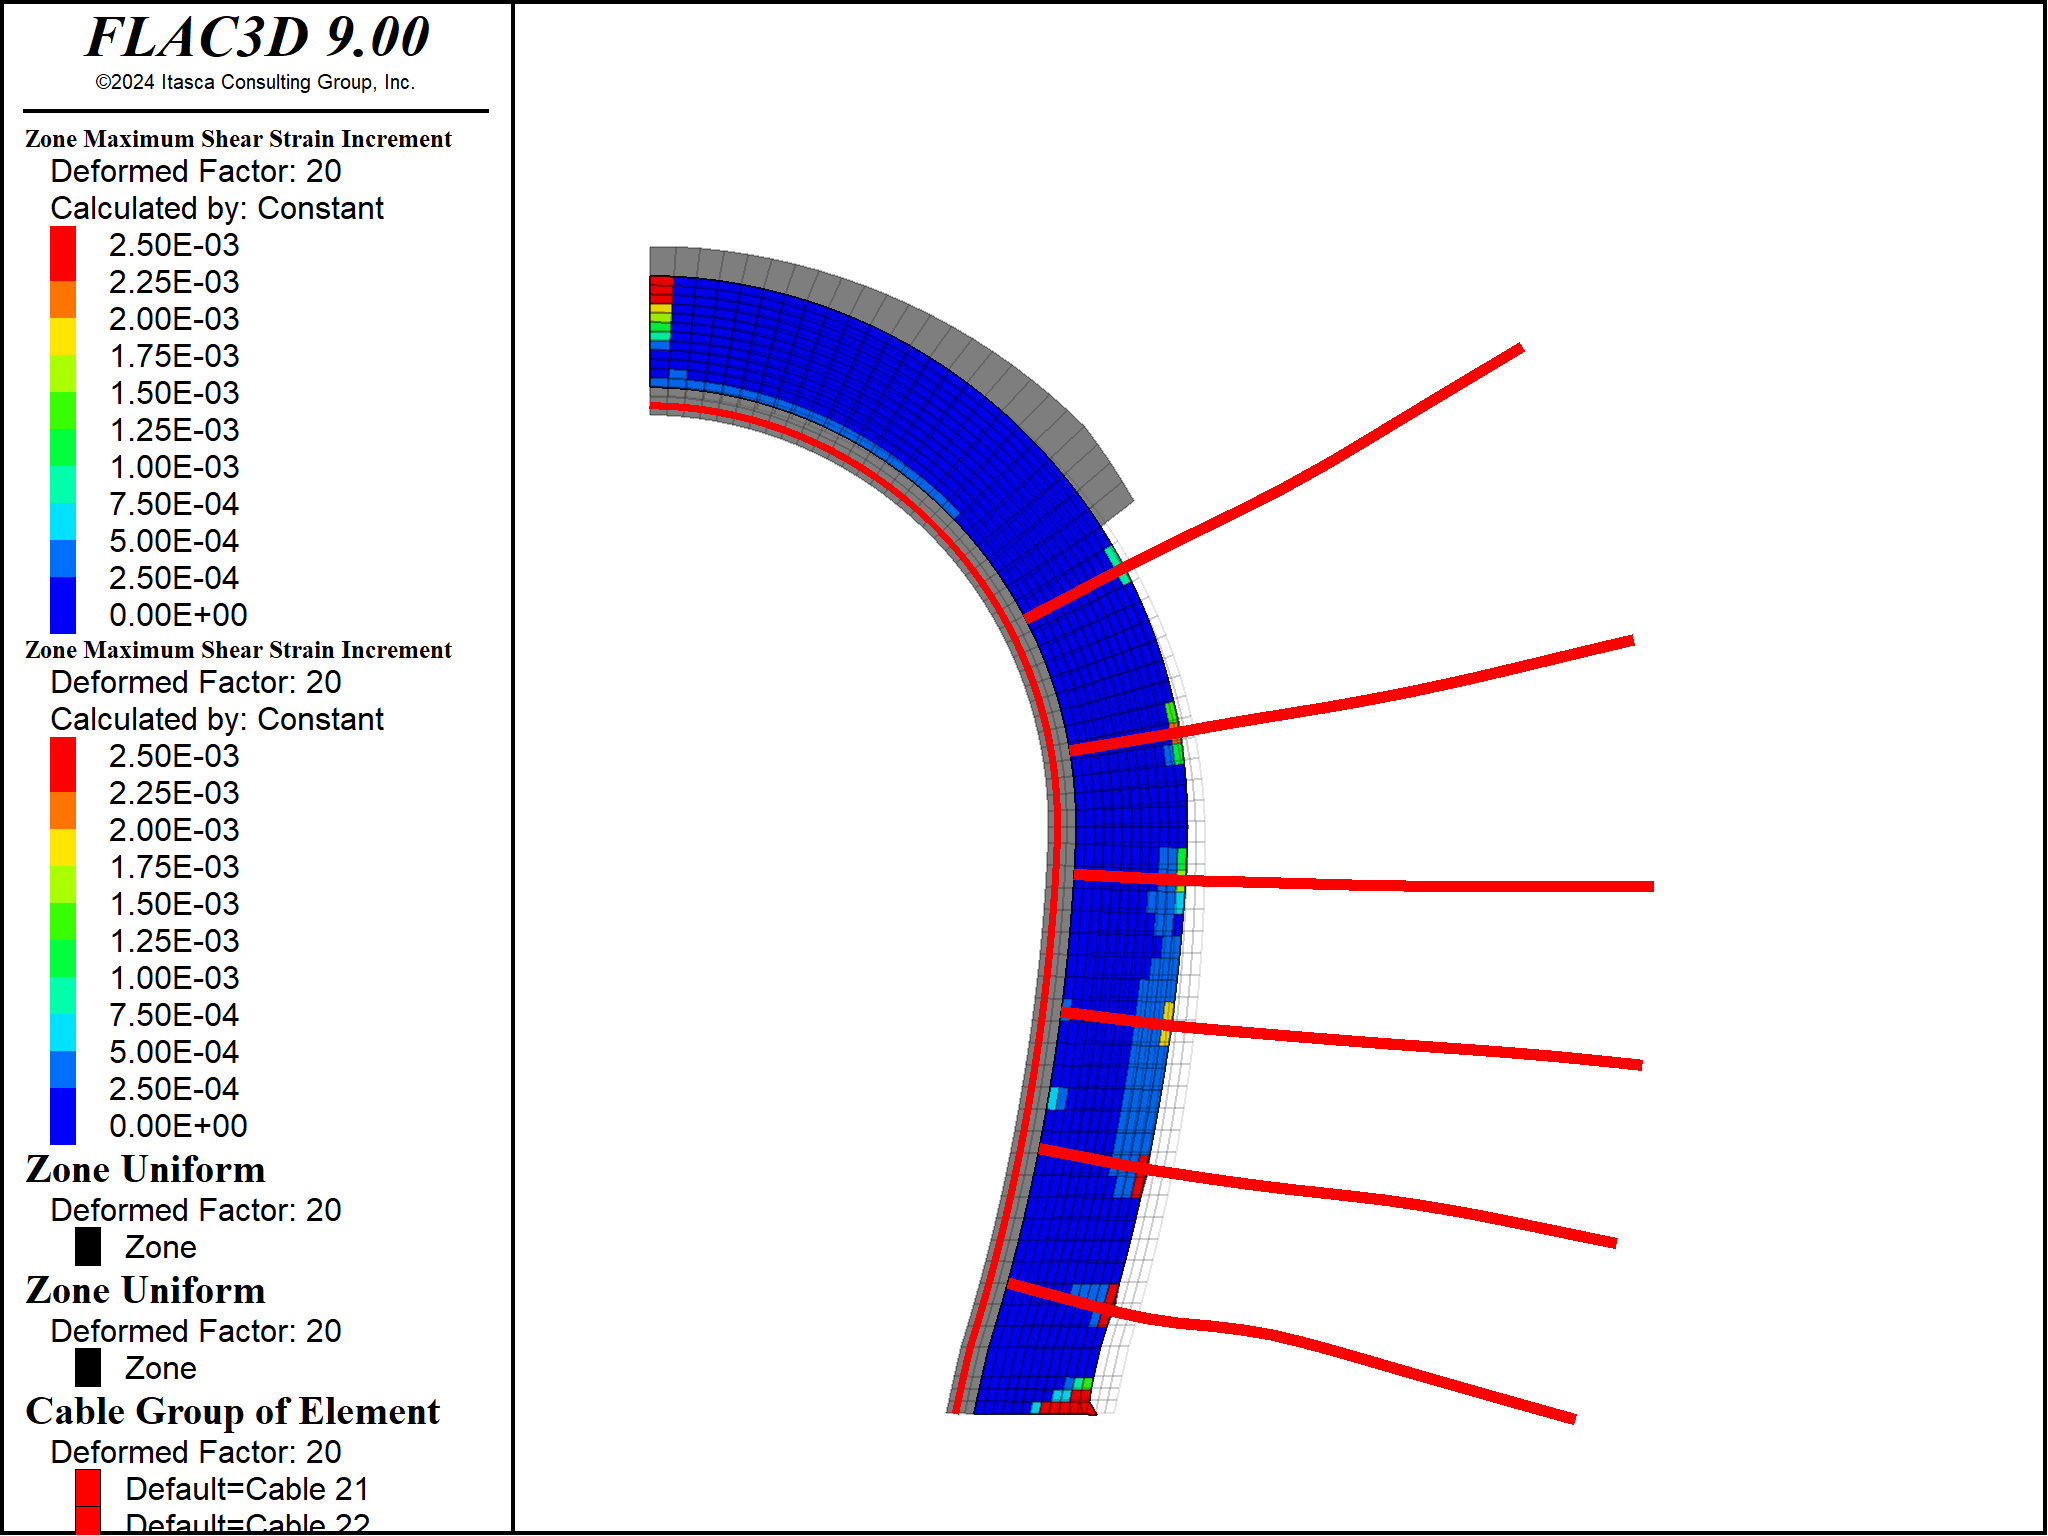 FLAC3D 9.00
©2024 Itasca Consulting Group, Inc.
Zone Maximum Shear Strain Increment
Deformed Factor: 20
Calculated by: Constant
2.50E-03
2.25E-03
2.00E-03
1.75E-03
1.50E-03
1.25E-03
1.00E-03
7.50E-04
5.00E-04
2.50E-04
0.00E+00
Zone Maximum Shear Strain Increment
Deformed Factor: 20
Calculated by: Constant
2.50E-03
2.25E-03
2.00E-03
1.75E-03
1.50E-03
1.25E-03
1.00E-03
7.50E-04
5.00E-04
2.50E-04
0.00E+00
Zone Uniform
Deformed Factor: 20
Zone
Zone Uniform
Deformed Factor: 20
Zone
Cable Group of Element
Deformed Factor: 20
Default=Cable 21
Default=Cable 22